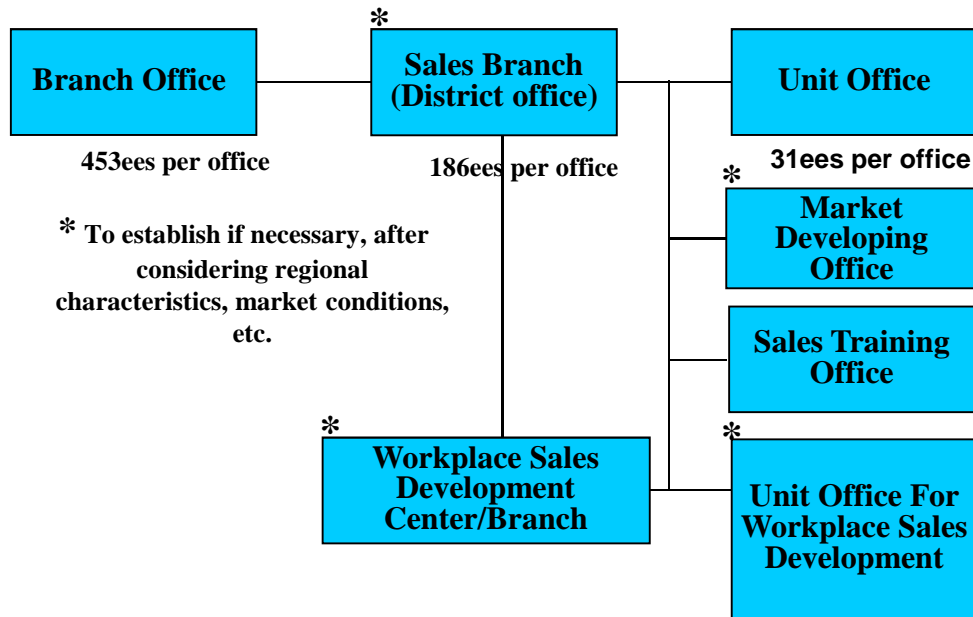 *
Branch Office
Sales Branch
(District office)
Unit Office
453ees per office
186ees per office
31ees per office
* To establish if necessary, after
considering regional
characteristics, market conditions,
etc.
*
Market
Developing
Office
Sales Training
Office
*
Workplace Sales
Development
Center/Branch
*
Unit Office For
Workplace Sales
Development